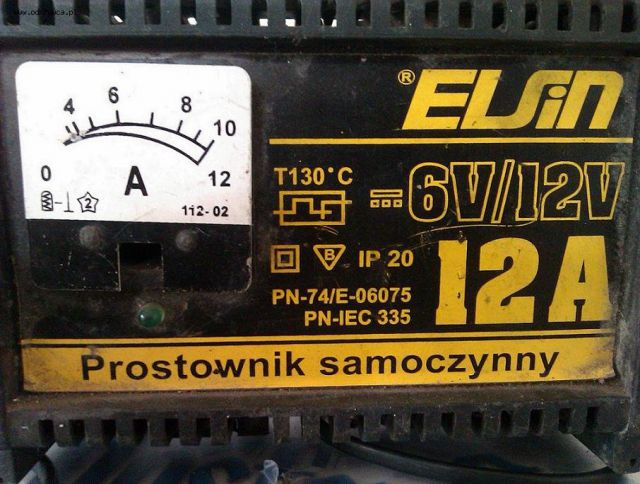 ® ELSiN
4 6 8 10
0 A 12
2 112-02
T130°C
6V/12V
B IP 20
12A
PN-74/E-06075
PN-IEC 335
Prostownik samoczynny